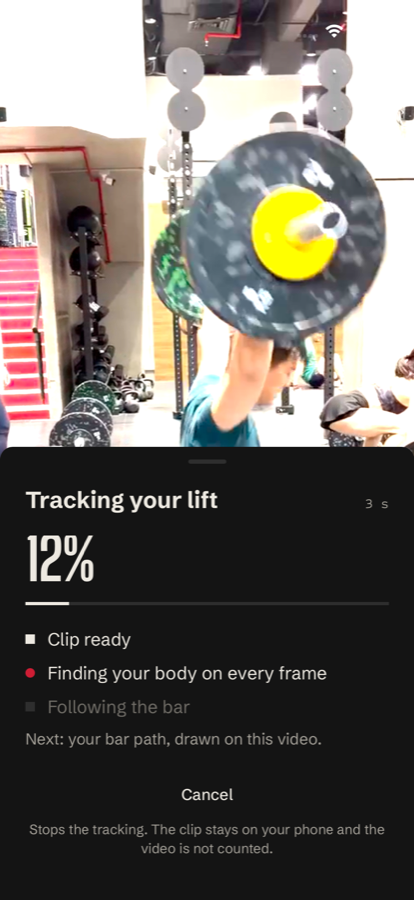 Tracking your lift
3 s
12%
Clip ready
Finding your body on every frame
Following the bar
Next: your bar path, drawn on this video.
Cancel
Stops the tracking. The clip stays on your phone and the
video is not counted.